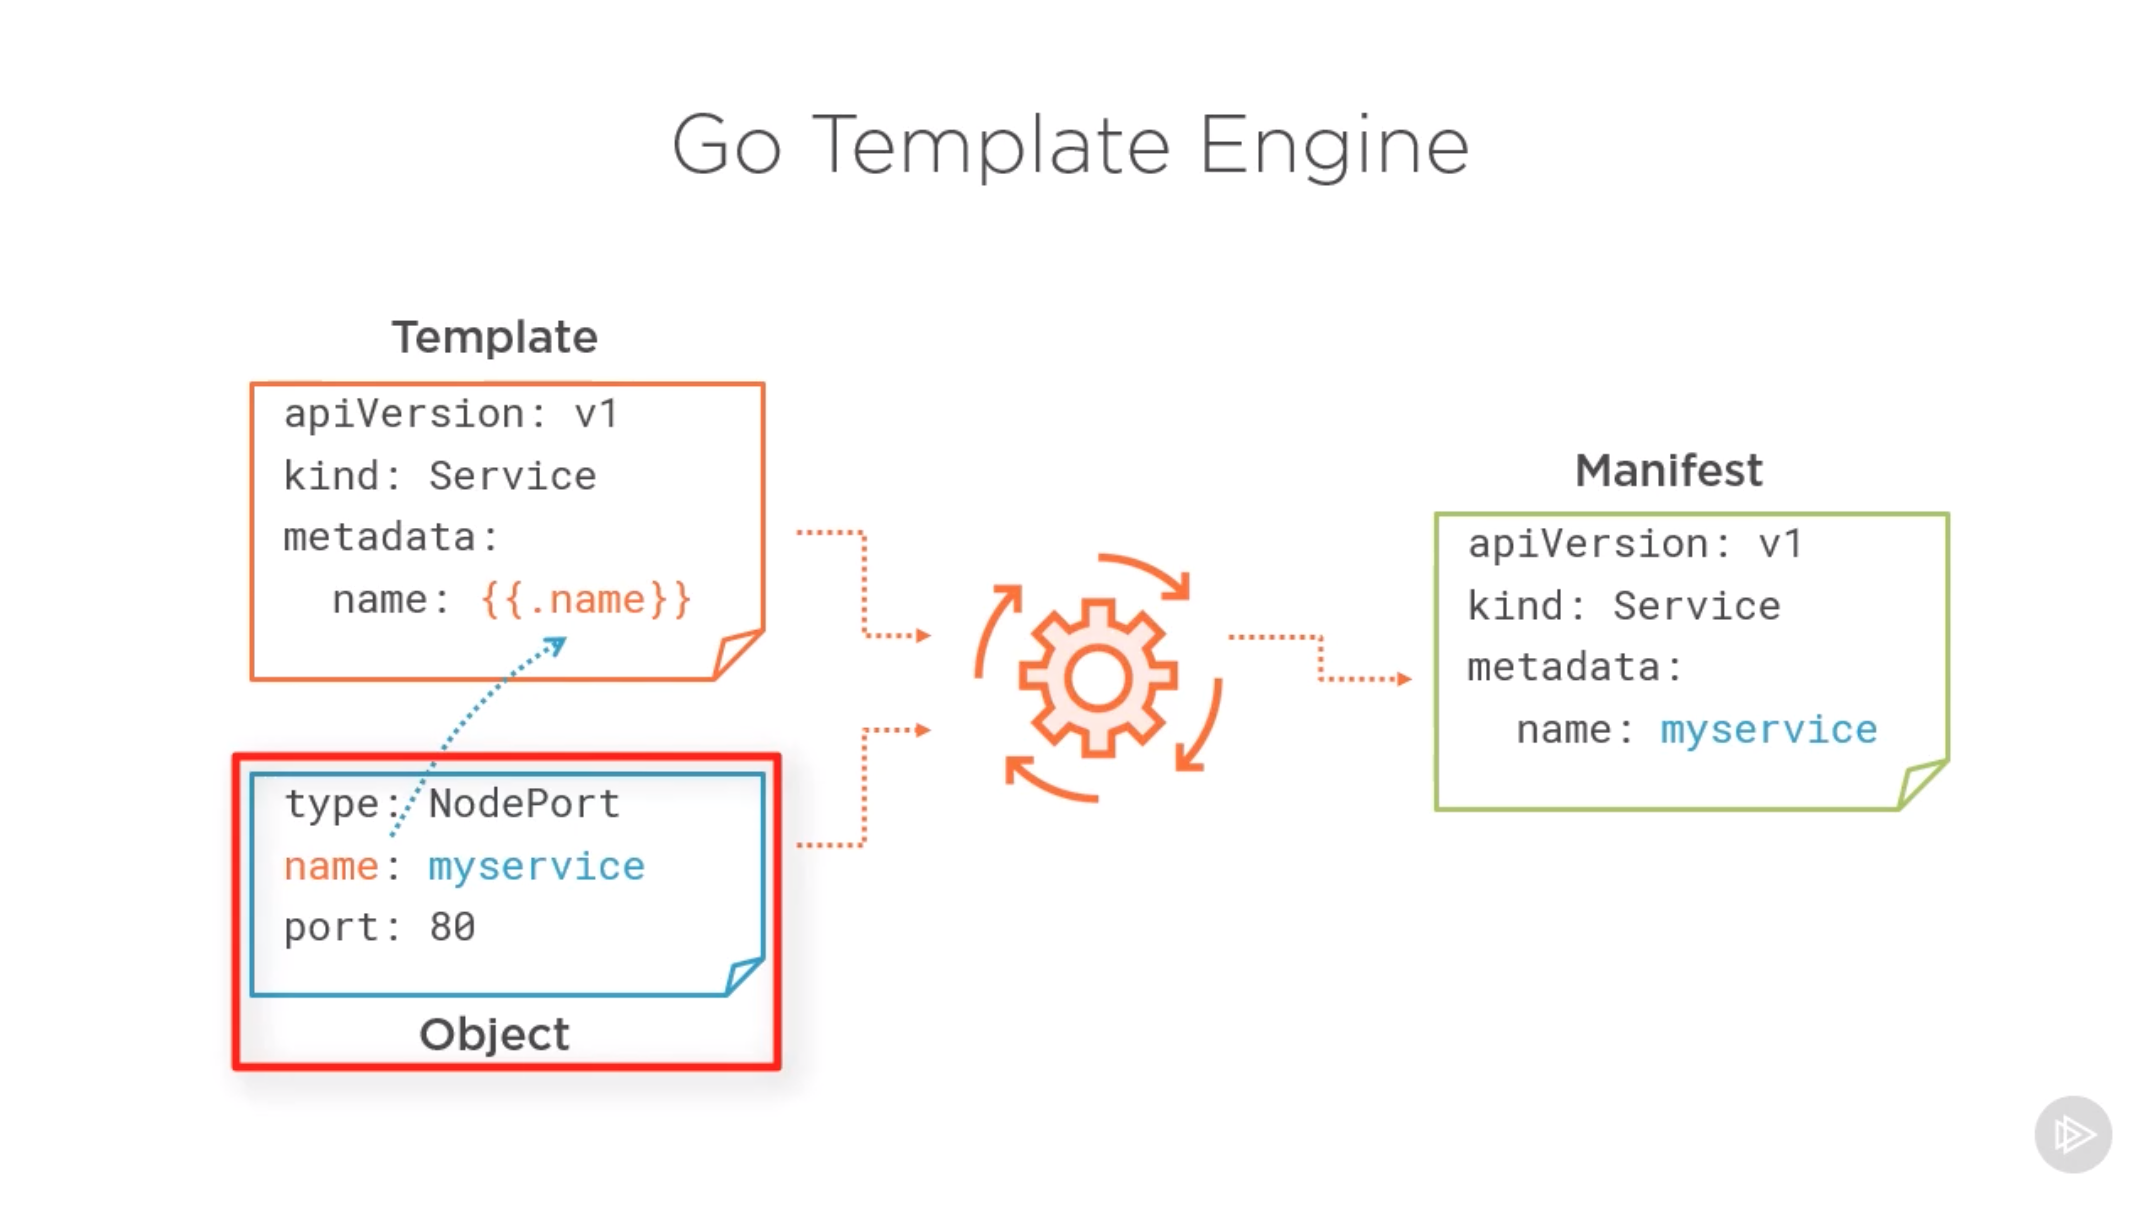 Go Template Engine
Template
apiVersion: v1
kind: Service
metadata:
  name: {{.name}}
type: NodePort
name: myservice
port: 80
Object
Manifest
apiVersion: v1
kind: Service
metadata:
  name: myservice